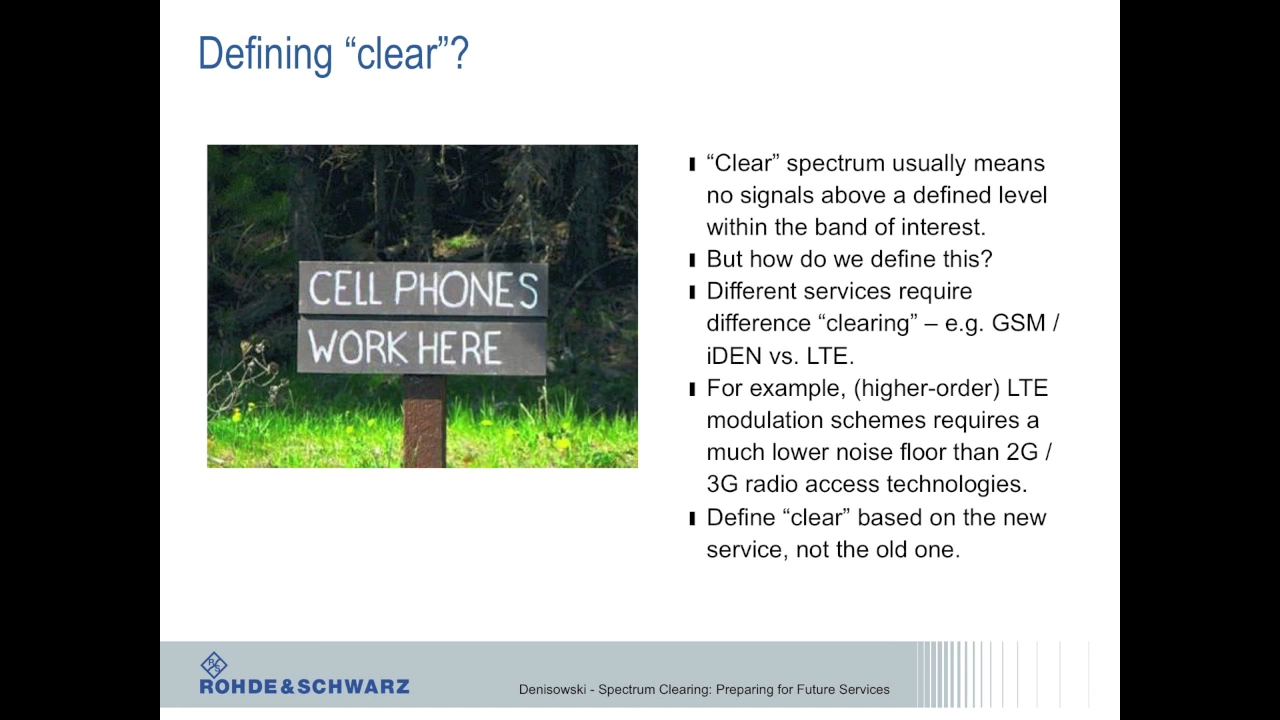 Defining “clear”?
CELL PHONES
WORK HERE
“Clear” spectrum usually means
no signals above a defined level
within the band of interest.
But how do we define this?
Different services require
difference “clearing” – e.g. GSM /
iDEN vs. LTE.
For example, (higher-order) LTE
modulation schemes requires a
much lower noise floor than 2G /
3G radio access technologies.
Define “clear” based on the new
service, not the old one.
R S
ROHDE & SCHWARZ
Denisowski - Spectrum Clearing: Preparing for Future Services